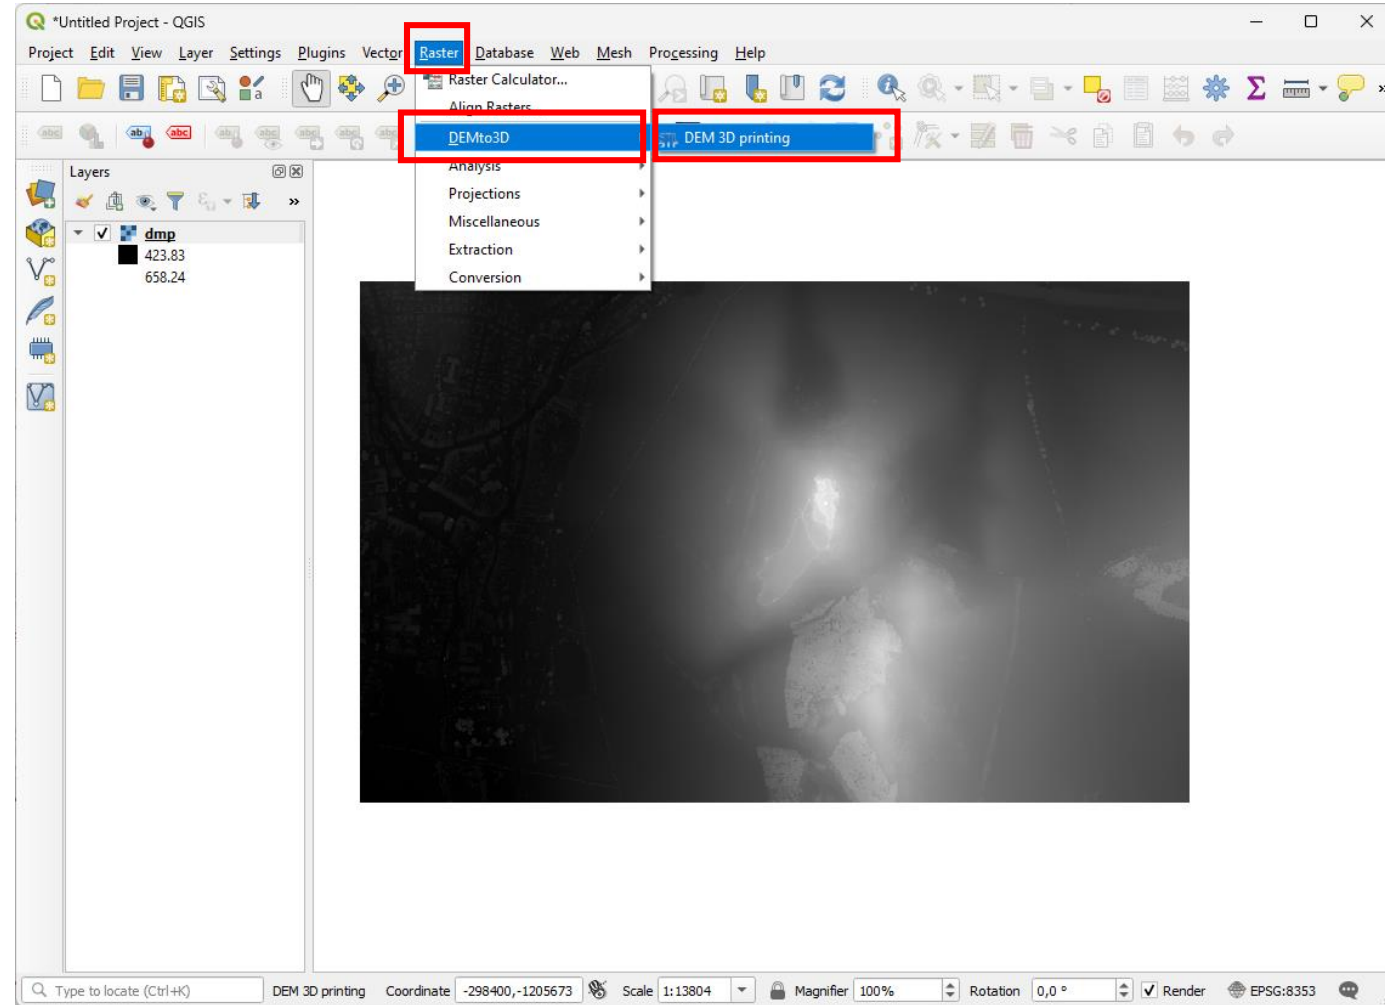 *Untitled Project - QGIS
Project Edit View Layer Settings Plugins Vector Raster Database Web Mesh Processing Help
Raster Calculator...
Align Rasters
DEMto3D
DEM 3D printing
Analysis
Projections
Miscellaneous
Extraction
Conversion
Layers
dmp
423.83
658.24
Type to locate (Ctrl+K) DEM 3D printing Coordinate -298400,-1205673 Scale 1:13804 Magnifier 100% Rotation 0,0 ° Render EPSG:8353